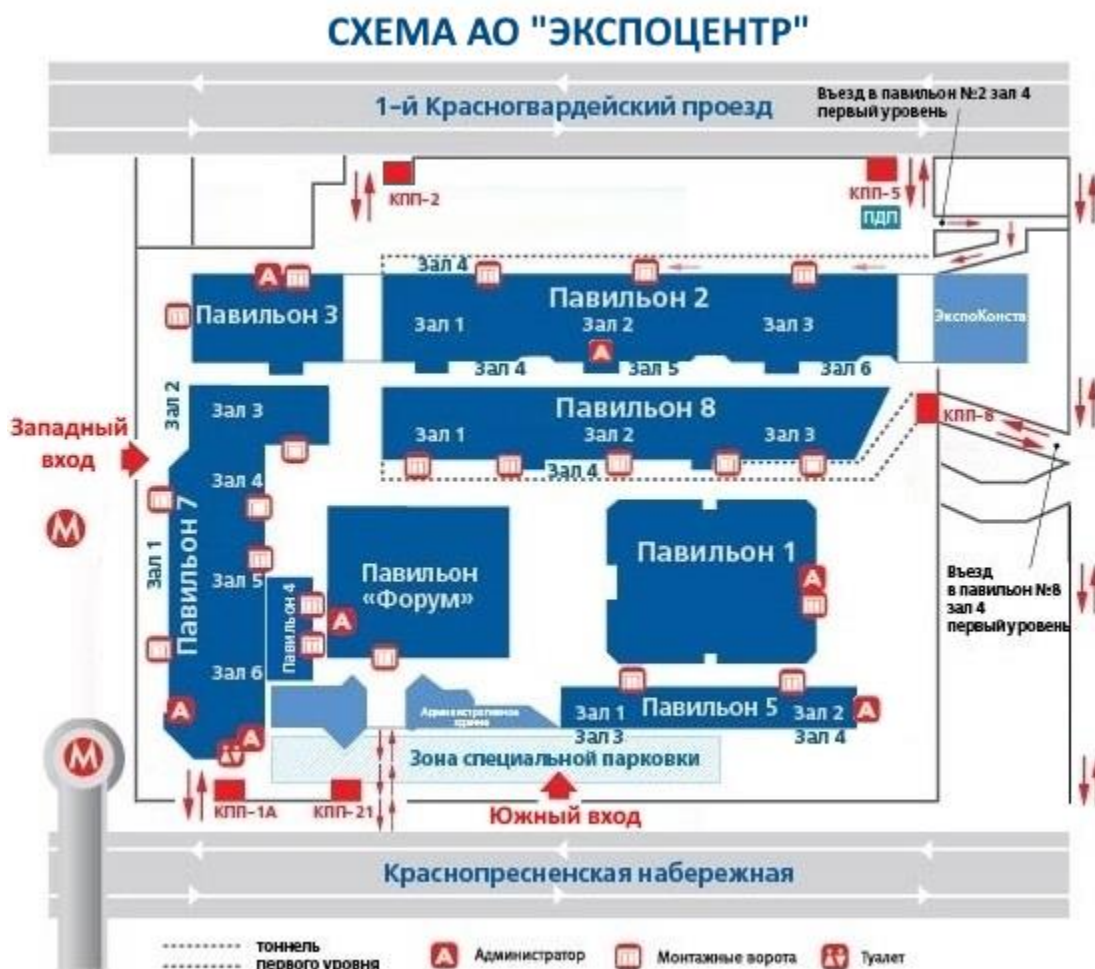 СХЕМА АО "ЭКСПОЦЕНТР"
1-й Красногвардейский проезд
Въезд в павильон №2 зал 4
первый уровень
КПП-2
КПП-5
ПДП
Зал 4
А
Павильон 3
Павильон 2
Зал 1
Зал 2
Зал 3
ЭкспоКонста
А
Зал 4
Зал 5
Зал 6
Зал 2
Зал 3
Павильон 8
Зал 1
Зал 2
Зал 3
КПП-8
Западный
вход
Зал 4
Зал 4
М
Павильон 7
Зал 1
Зал 5
Зал 6
Павильон 4
Павильон
«Форум»
А
Павильон 1
А
Въезд
в павильон №8
зал 4
первый уровень
А
А
Административное
здание
Зал 1
Павильон 5
Зал 2
А
Зал 3
Зал 4
М
Зона специальной парковки
КПП-1А
КПП-21
Южный вход
Краснопресненская набережная
тоннель
первого уровня
А
Администратор
Монтажные ворота
Туалет